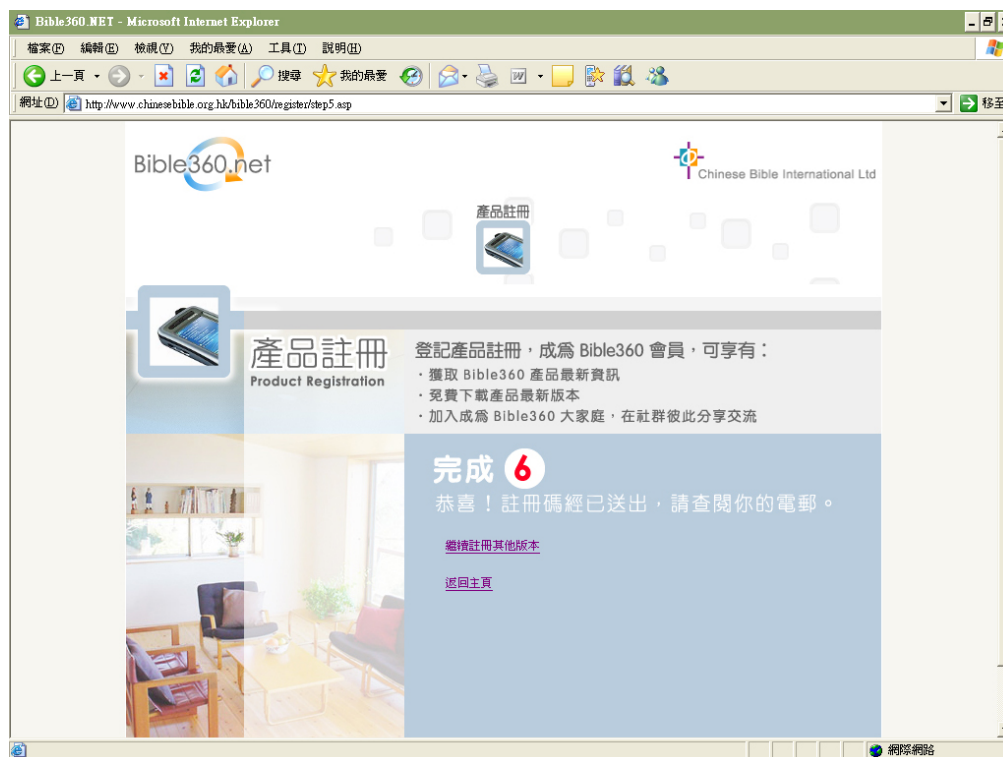 Bible360.NET - Microsoft Internet Explorer
檔案(F) 編輯(E) 檢視(V) 我的最愛(A) 工具(T) 說明(H)
上一頁 搜尋 我的最愛
網址(D) http://www.chinesebible.org.hk/bible360/register/step5.asp 移至
Bible360.net
Chinese Bible International Ltd
產品註冊
產品註冊
Product Registration
登記產品註冊,成為 Bible360 會員,可享有:
·獲取 Bible360 產品最新資訊
·免費下載產品最新版本
·加入成為 Bible360 大家庭,在社群彼此分享交流
完成 6
恭喜!註冊碼經已送出,請查閱你的電郵。
繼續註冊其他版本
返回主頁
網際網路